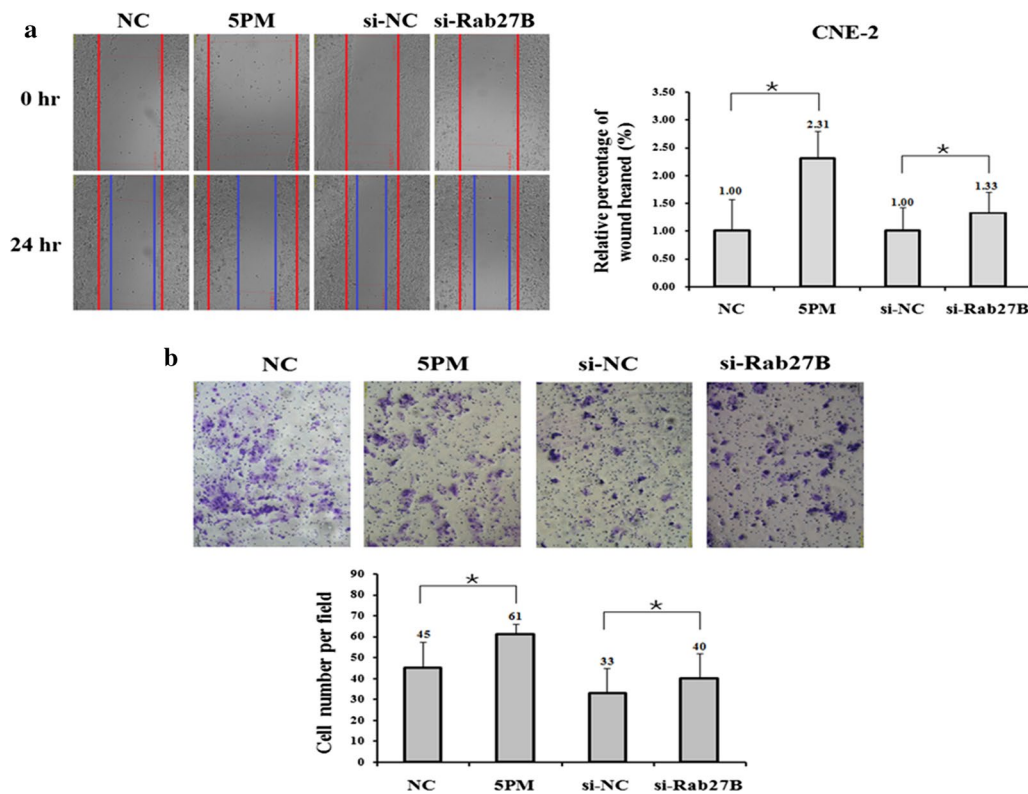 a
NC 5PM si-NC si-Rab27B
0 hr
24 hr
CNE-2
Relative percentage of
wound heaned (%)
3.50
3.00
2.50
2.00
1.50
1.00
0.50
0.00
1.00
*
2.31
1.00
*
1.33
NC 5PM si-NC si-Rab27B
b
NC 5PM si-NC si-Rab27B
Cell number per field
90
80
70
60
50
40
30
20
10
0
45
*
61
33
*
40
NC 5PM si-NC si-Rab27B